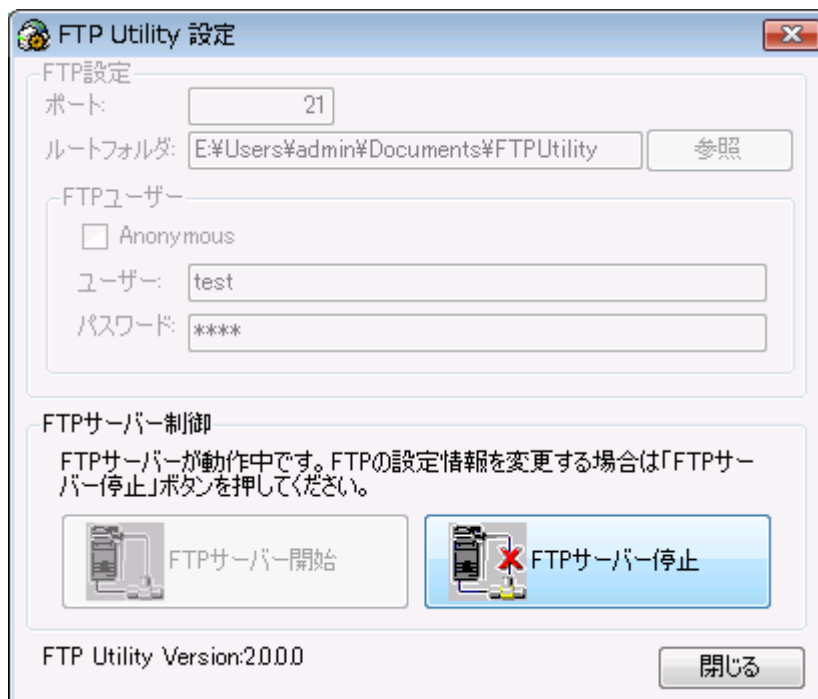 FTP Utility 設定
FTP設定
ポート: 21
ルートフォルダ: E:¥Users¥admin¥Documents¥FTPUtility 参照
FTPユーザー
Anonymous
ユーザー: test
パスワード: ****
FTPサーバー制御
FTPサーバーが動作中です。FTPの設定情報を変更する場合は「FTPサー
バー停止」ボタンを押してください。
FTPサーバー開始 FTPサーバー停止
FTP Utility Version:2.0.0.0 閉じる